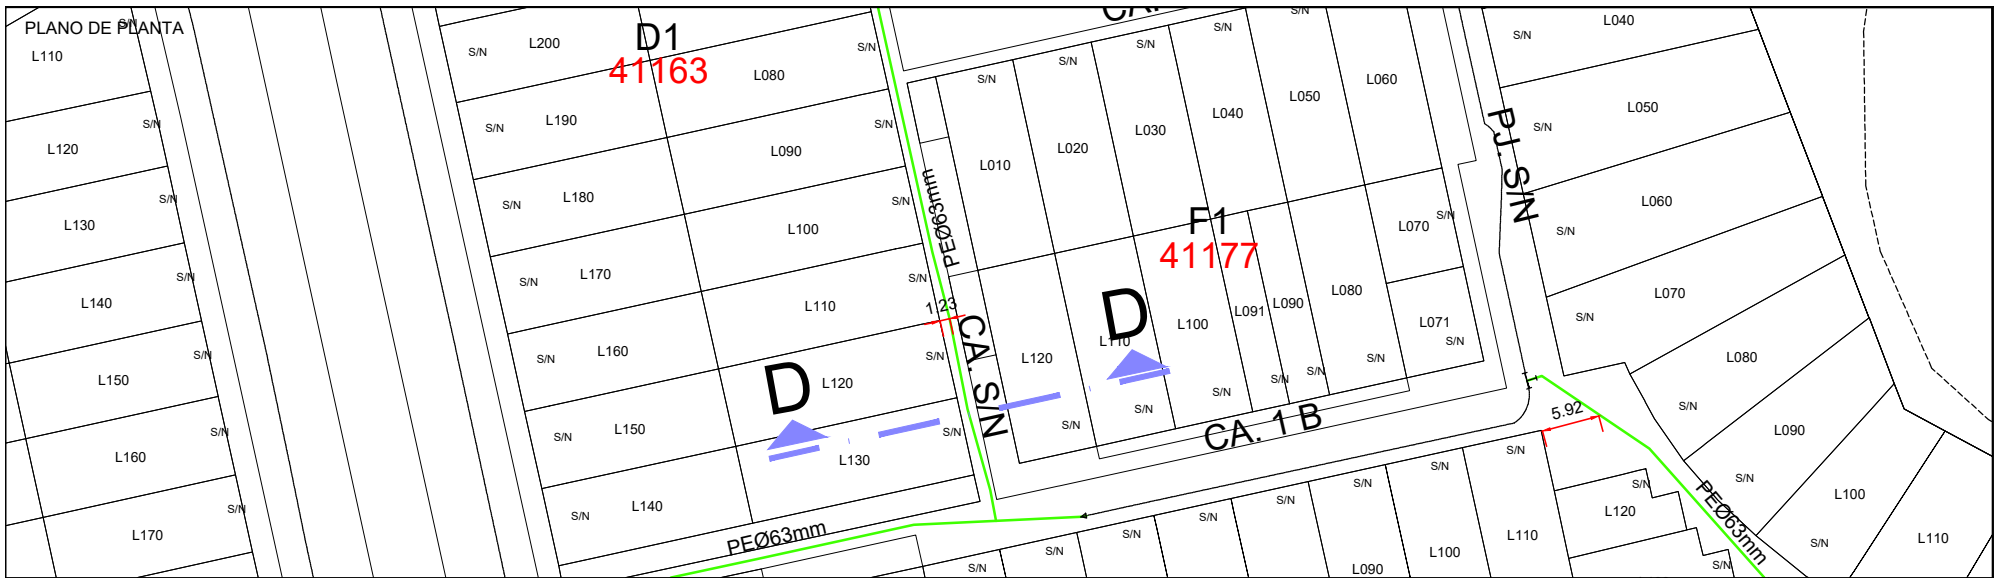 PLANO DE PLANTA
S/N
L110
S/N
L120
S/N
L130
S/N
L140
S/N
L150
S/N
L160
S/N
L170
S/N
L200
S/N
L190
S/N
L180
S/N
L170
S/N
L160
S/N
L150
S/N
L140
S/N
D1
41163
L080
S/N
L090
S/N
L100
S/N
L110
S/N
L120
S/N
L130
S/N
D
PEØ63mm
PEØ63mm
1.23
CA. S/N
CA.
S/N
L010
S/N
L020
S/N
L030
S/N
L040
S/N
L050
L060
F1
41177
L070
S/N
L071
S/N
L080
S/N
L090
S/N
L091
S/N
L100
S/N
L110
S/N
L120
S/N
D
CA. 1 B
PJ. S/N
L040
S/N
L050
S/N
L060
S/N
L070
S/N
L080
S/N
L090
S/N
L100
S/N
L110
5.92
PEØ63mm
S/N
S/N
S/N
S/N
S/N
S/N
L090
S/N
L100
S/N
L110
S/N
L120
S/N